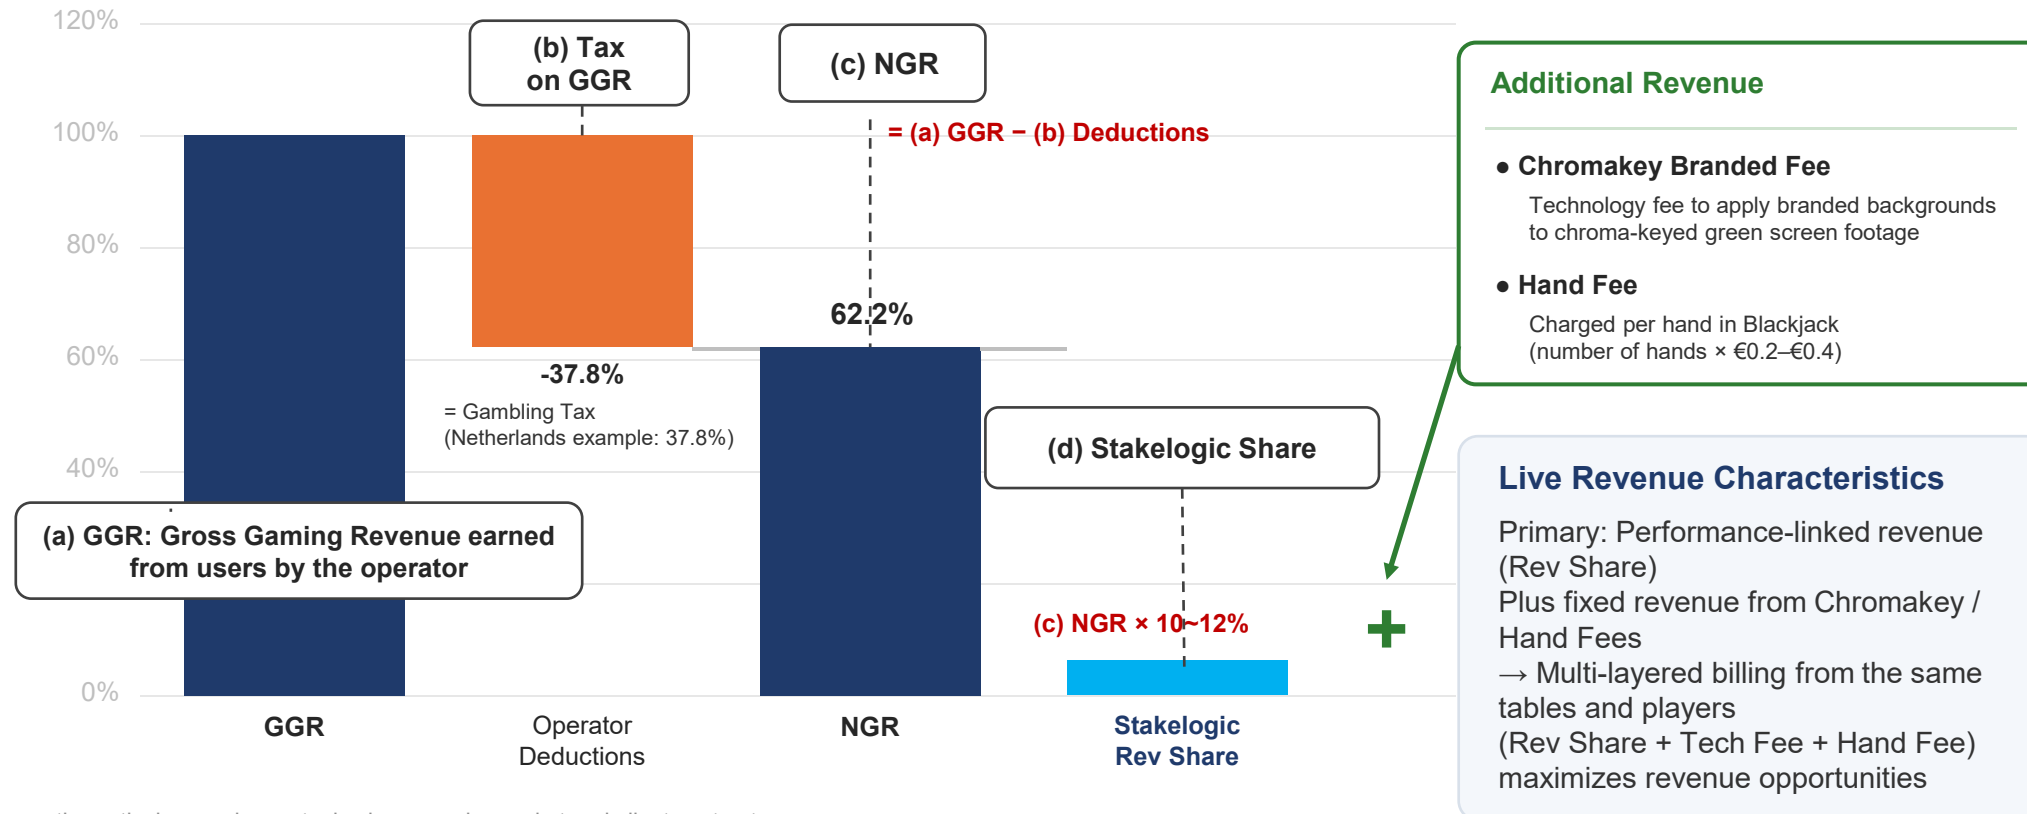 120%
100%
80%
60%
40%
0%
(b) Tax
on GGR
(c) NGR
= (a) GGR − (b) Deductions
62.2%
-37.8%
= Gambling Tax
(Netherlands example: 37.8%)
(d) Stakelogic Share
(a) GGR: Gross Gaming Revenue earned
from users by the operator
(c) NGR × 10~12%
+
GGR
Operator
Deductions
NGR
Stakelogic
Rev Share
Additional Revenue
● Chromakey Branded Fee
Technology fee to apply branded backgrounds
to chroma-keyed green screen footage
● Hand Fee
Charged per hand in Blackjack
(number of hands × €0.2–€0.4)
Live Revenue Characteristics
Primary: Performance-linked revenue
(Rev Share)
Plus fixed revenue from Chromakey /
Hand Fees
→ Multi-layered billing from the same
tables and players
(Rev Share + Tech Fee + Hand Fee)
maximizes revenue opportunities